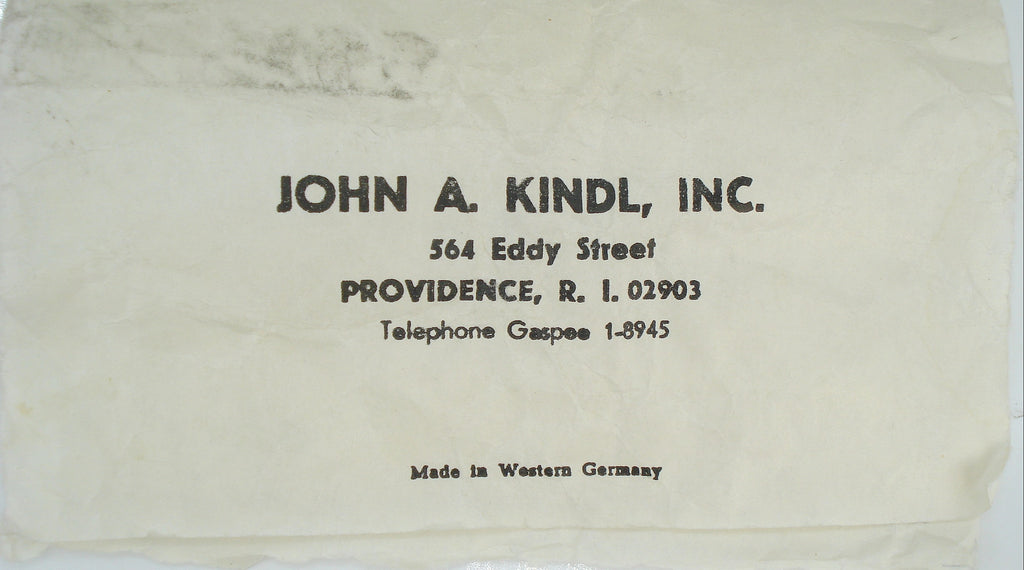 JOHN A. KINDL, INC.
564 Eddy Street
PROVIDENCE, R. I. 02903
Telephone Gaspee 1-8945
Made in Western Germany